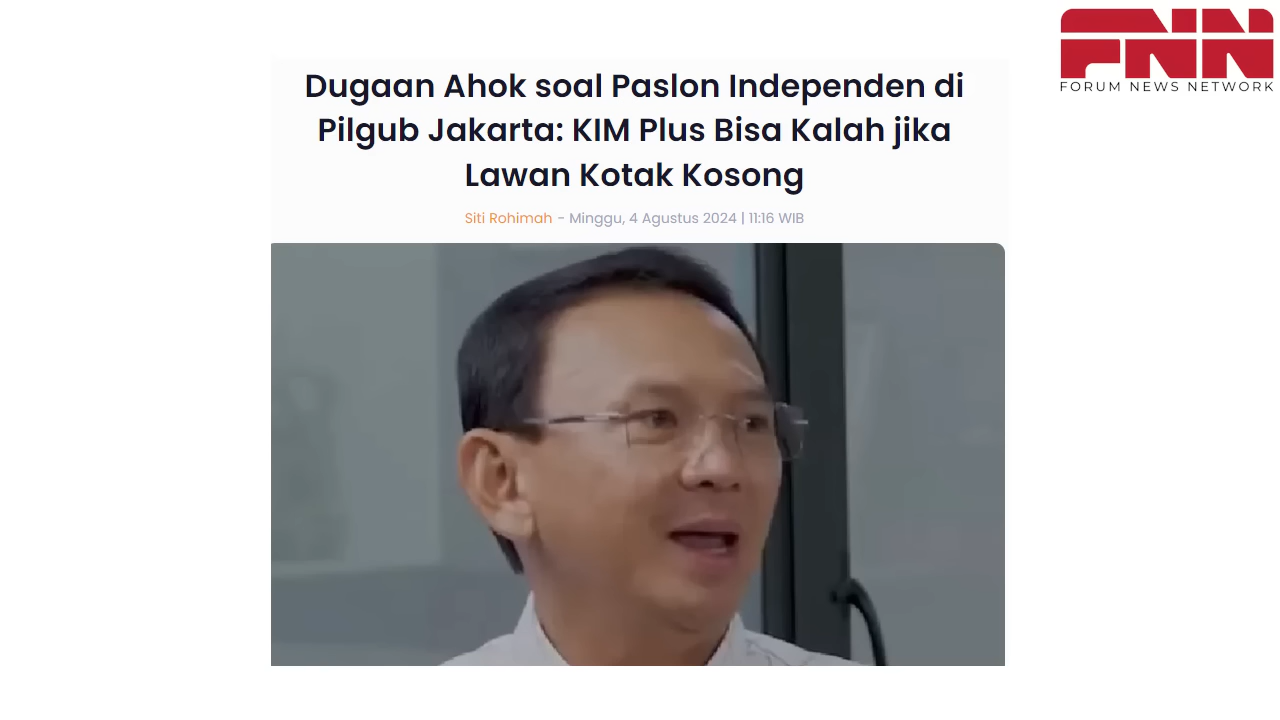 FNN
FORUM NEWS NETWORK
Dugaan Ahok soal Paslon Independen di
Pilgub Jakarta: KIM Plus Bisa Kalah jika
Lawan Kotak Kosong
Siti Rohimah - Minggu, 4 Agustus 2024 | 11:16 WIB